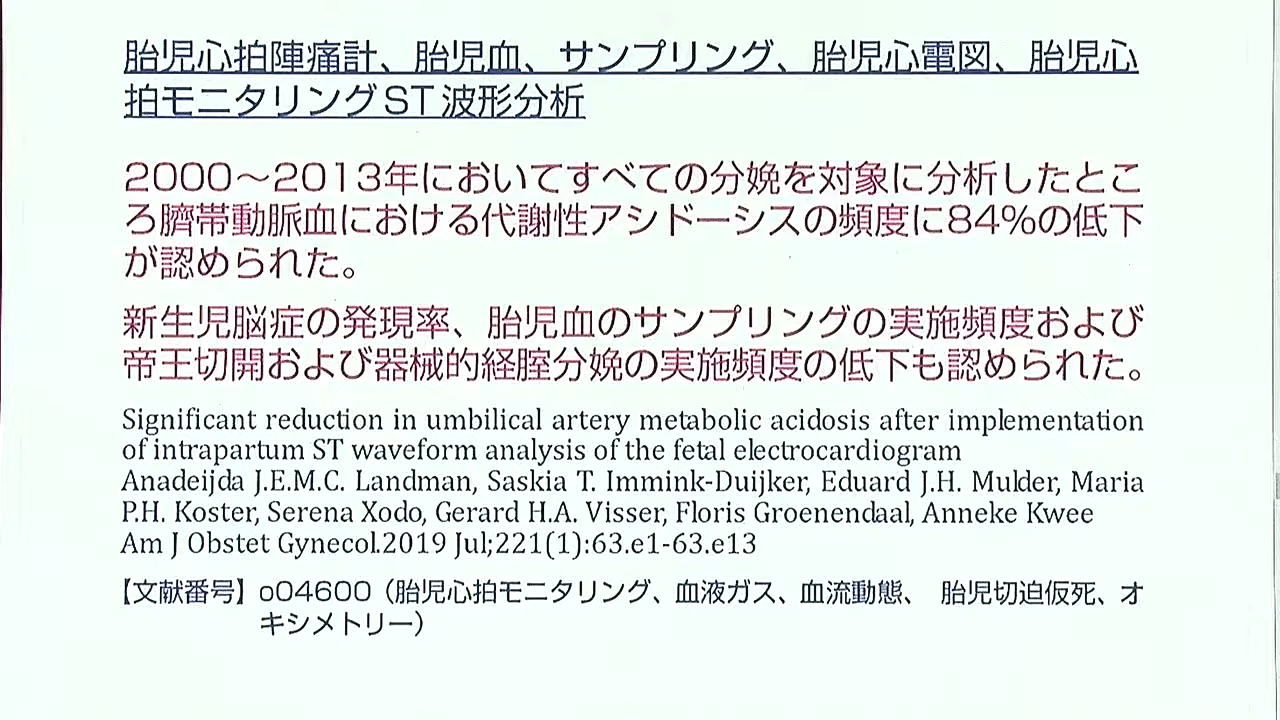 胎児心拍陣痛計、胎児血、サンプリング、胎児心電図、胎児心
拍モニタリングST波形分析
2000〜2013年においてすべての分娩を対象に分析したとこ
ろ臍帯動脈血における代謝性アシドーシスの頻度に84%の低下
が認められた。
新生児脳症の発現率、胎児血のサンプリングの実施頻度および
帝王切開および器械的経腟分娩の実施頻度の低下も認められた。
Significant reduction in umbilical artery metabolic acidosis after implementation
of intrapartum ST waveform analysis of the fetal electrocardiogram
Anadeijda J.E.M.C. Landman, Saskia T. Immink-Duijker, Eduard J.H. Mulder, Maria
P.H. Koster, Serena Xodo, Gerard H.A. Visser, Floris Groenendaal, Anneke Kwee
Am J Obstet Gynecol.2019 Jul;221(1):63.e1-63.e13
【文献番号】o04600（胎児心拍モニタリング、血液ガス、血流動態、 胎児切迫仮死、オ
キシメトリー）